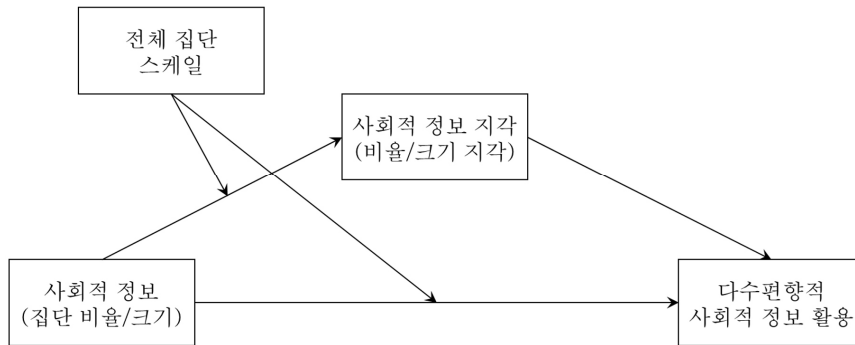 전체 집단
스케일
사회적 정보 지각
(비율/크기 지각)
사회적 정보
(집단 비율/크기)
다수편향적
사회적 정보 활용